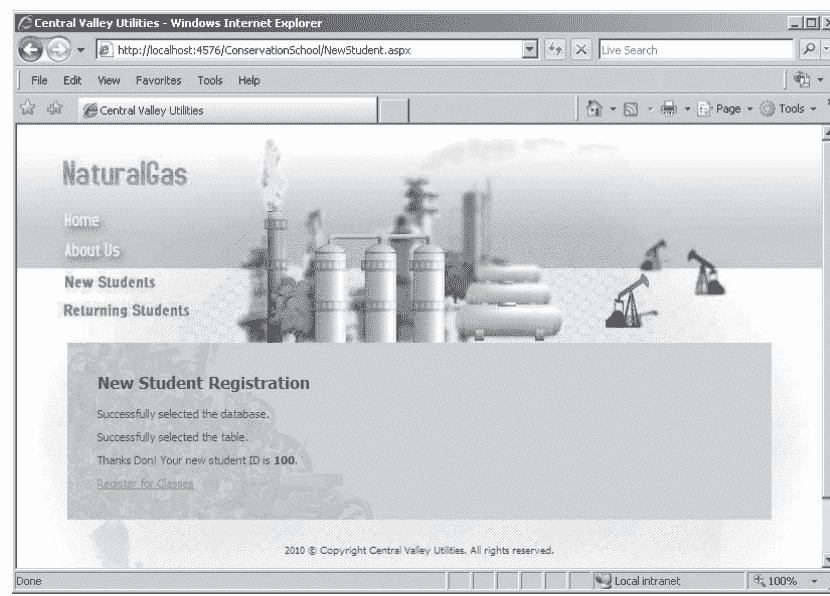 Central Valley Utilities - Windows Internet Explorer
http://localhost:4576/ConservationSchool/NewStudent.aspx
Live Search
File Edit View Favorites Tools Help
Central Valley Utilities
Page Tools
NaturalGas
Home
About Us
New Students
Returning Students
New Student Registration
Successfully selected the database.
Successfully selected the table.
Thanks Don! Your new student ID is 100.
Register for Classes
2010 © Copyright Central Valley Utilities. All rights reserved.
Done Local intranet 100%